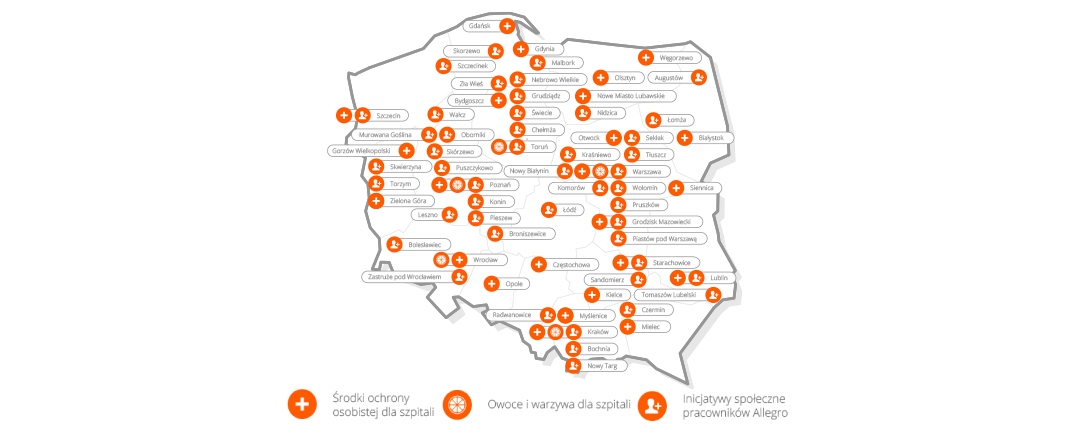 Gdańsk
Skorzewo
Gdynia
Węgorzewo
Szczecinek
Malbork
Zła Wieś
Nebrowo Wielkie
Olsztyn
Augustów
Bydgoszcz
Grudziądz
Nowe Miasto Lubawskie
Szczecin
Wałcz
Świecie
Nidzica
Łomża
Murowana Goślina
Oborniki
Chełmża
Otwock
Sekłak
Białystok
Gorzów Wielkopolski
Skórzewo
Toruń
Kraśniewo
Tłuszcz
Skwierzyna
Puszczykowo
Nowy Białynin
Warszawa
Torzym
Poznań
Komorów
Wołomin
Siennica
Zielona Góra
Konin
Pruszków
Leszno
Pleszew
Łódź
Grodzisk Mazowiecki
Broniszewice
Piastów pod Warszawą
Bolesławiec
Wrocław
Częstochowa
Starachowice
Zastruże pod Wrocławiem
Opole
Sandomierz
Lublin
Kielce
Tomaszów Lubelski
Radwanowice
Myślenice
Czermin
Kraków
Mielec
Bochnia
Nowy Targ
Środki ochrony
osobistej dla szpitali
Owoce i warzywa dla szpitali
Inicjatywy społeczne
pracowników Allegro